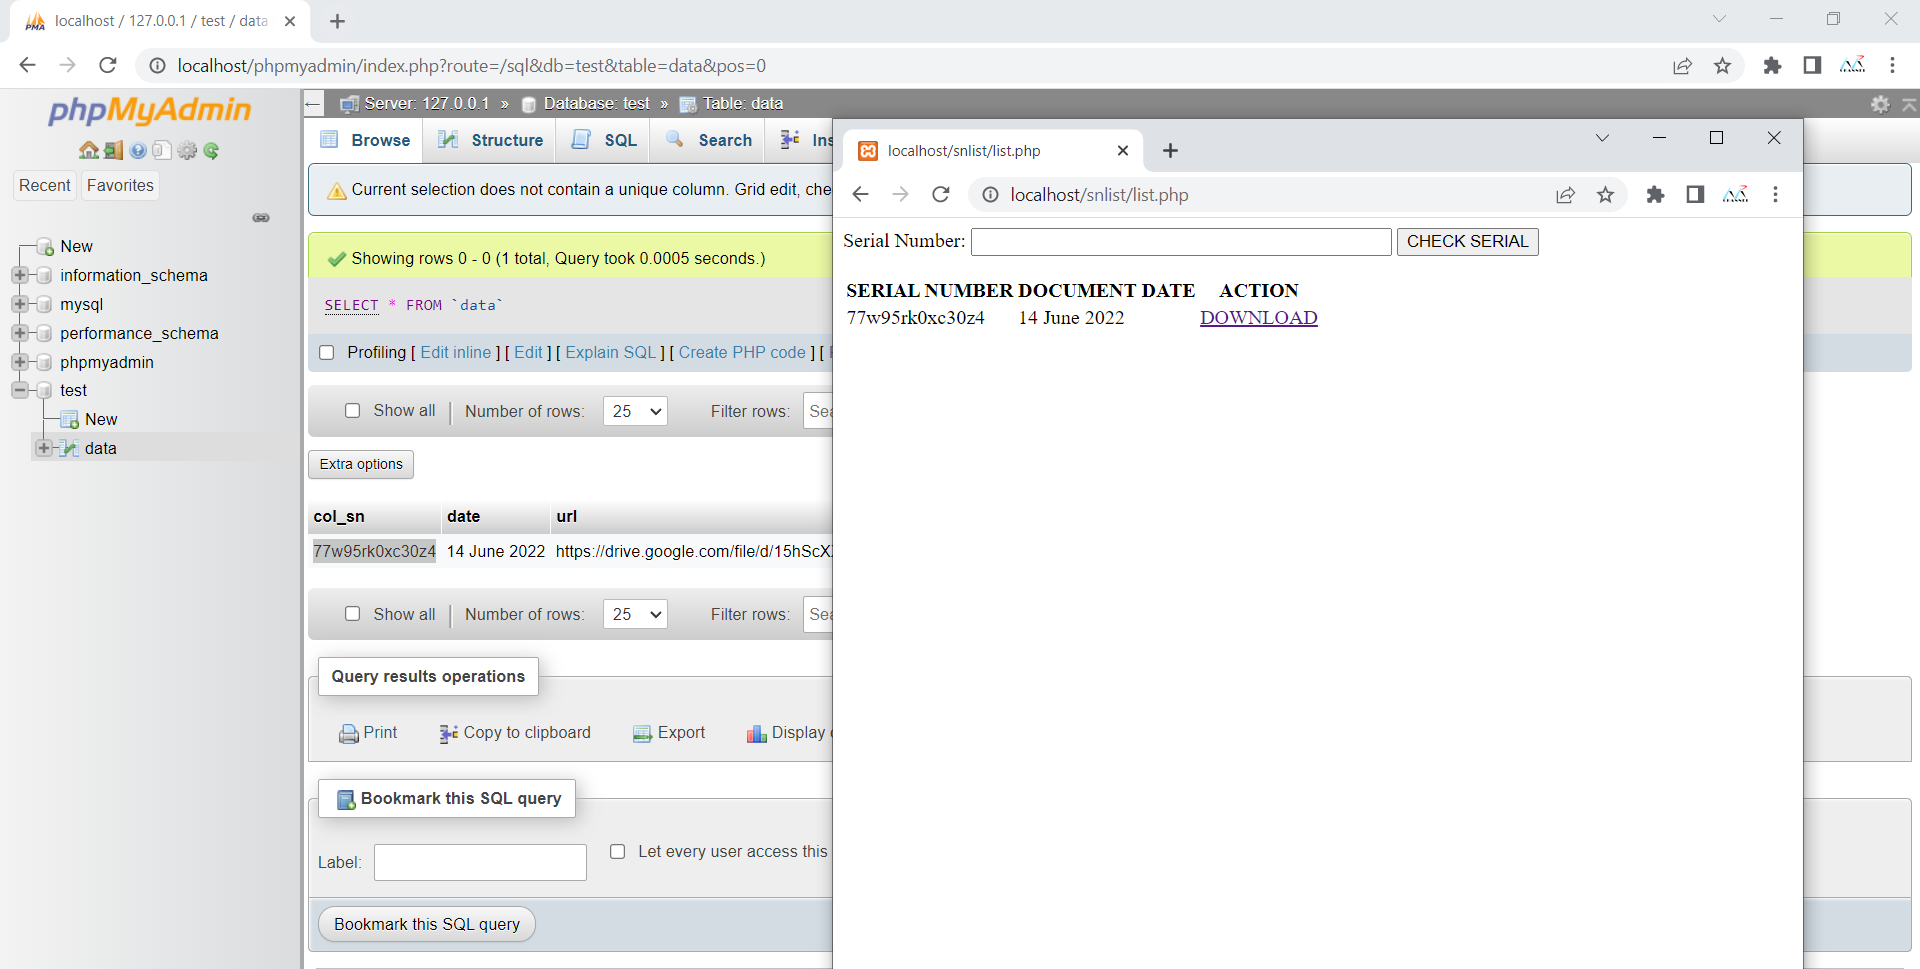 localhost / 127.0.0.1 / test / data
localhost/phpmyadmin/index.php?route=/sql&db=test&table=data&pos=0
phpMyAdmin
Recent
Favorites
New
information_schema
mysql
performance_schema
phpmyadmin
test
New
data
Server: 127.0.0.1 » Database: test » Table: data
Browse Structure SQL Search Ins
Current selection does not contain a unique column. Grid edit, che
Showing rows 0 - 0 (1 total, Query took 0.0005 seconds.)
SELECT * FROM `data`
Profiling [ Edit inline ] [ Edit ] [ Explain SQL ] [ Create PHP code ] [
Show all Number of rows: 25 Filter rows: Sea
Extra options
col_sn date url
77w95rk0xc30z4 14 June 2022 https://drive.google.com/file/d/15hScX
Show all Number of rows: 25 Filter rows: Sea
Query results operations
Print Copy to clipboard Export Display
Bookmark this SQL query
Label: Let every user access this
Bookmark this SQL query
localhost/snlist/list.php
localhost/snlist/list.php
Serial Number: CHECK SERIAL
SERIAL NUMBER DOCUMENT DATE ACTION
77w95rk0xc30z4 14 June 2022 DOWNLOAD